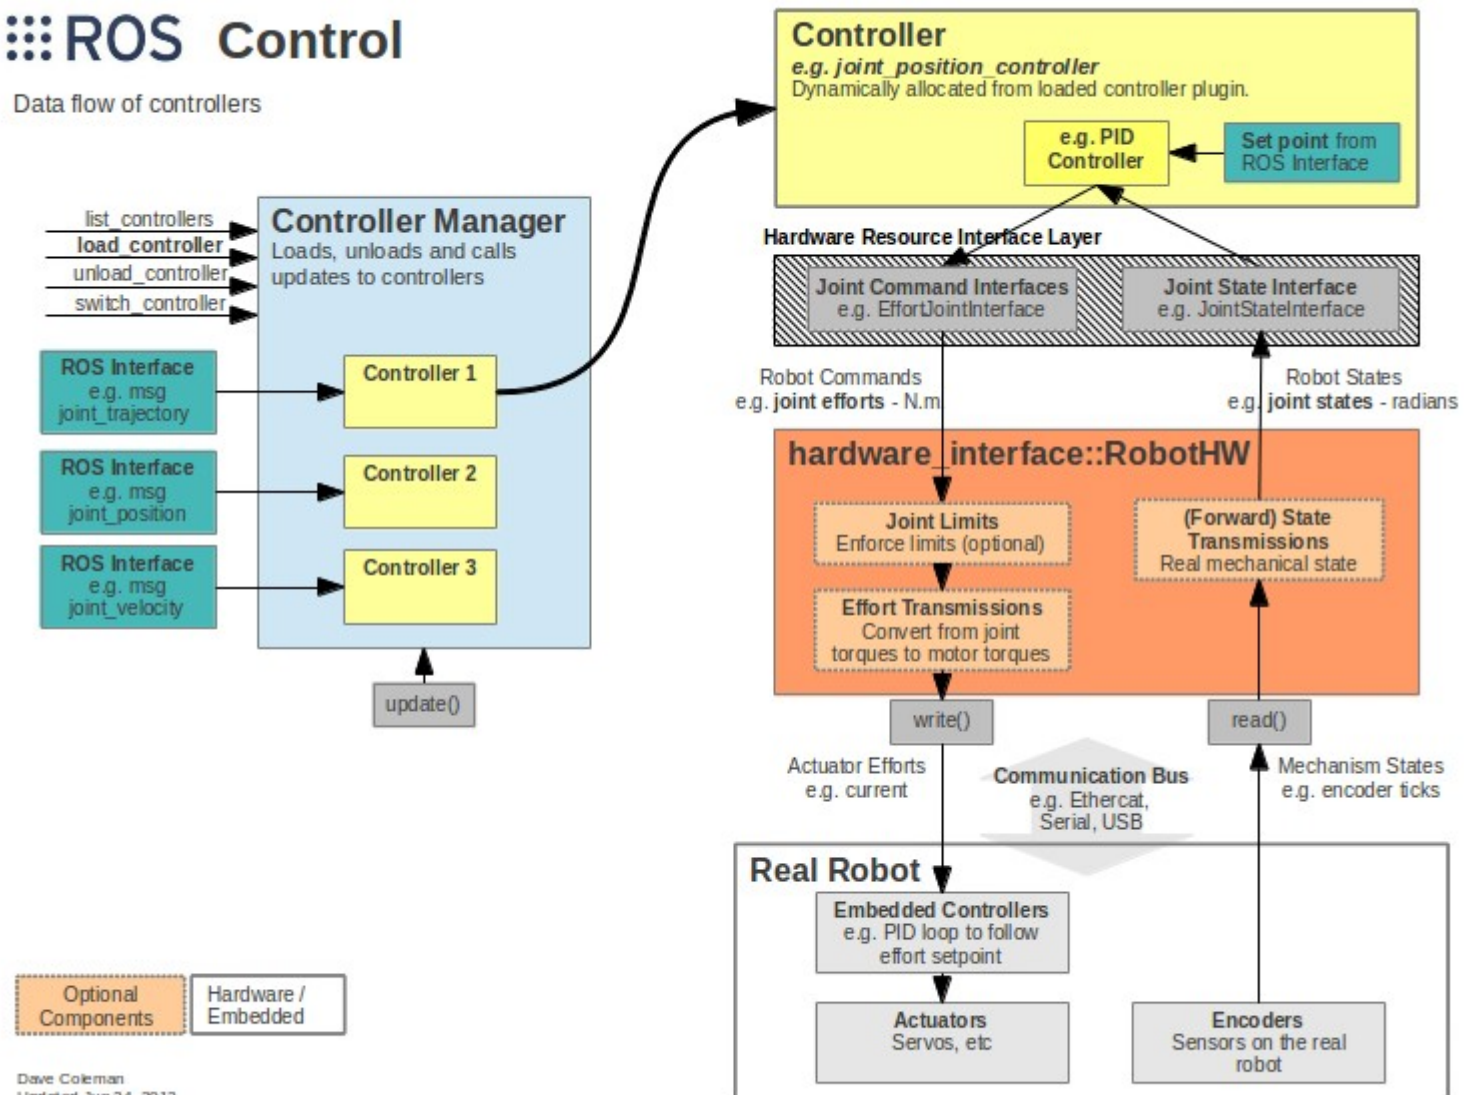 ROS Control
Data flow of controllers
list_controllers
load_controller
unload_controller
switch_controller
Controller Manager
Loads, unloads and calls
updates to controllers
ROS Interface
e.g. msg
joint_trajectory
Controller 1
ROS Interface
e.g. msg
joint_position
Controller 2
ROS Interface
e.g. msg
joint_velocity
Controller 3
update()
Controller
e.g. joint_position_controller
Dynamically allocated from loaded controller plugin.
e.g. PID
Controller
Set point from
ROS Interface
Hardware Resource Interface Layer
Joint Command Interfaces
e.g. EffortJointInterface
Joint State Interface
e.g. JointStateInterface
Robot Commands
e.g. joint efforts - N.m
Robot States
e.g. joint states - radians
hardware_interface::RobotHW
Joint Limits
Enforce limits (optional)
Effort Transmissions
Convert from joint
torques to motor torques
(Forward) State
Transmissions
Real mechanical state
write()
read()
Actuator Efforts
e.g. current
Communication Bus
e.g. Ethercat,
Serial, USB
Mechanism States
e.g. encoder ticks
Real Robot
Embedded Controllers
e.g. PID loop to follow
effort setpoint
Actuators
Servos, etc
Encoders
Sensors on the real
robot
Optional
Components
Hardware /
Embedded
Dave Coleman
Updated